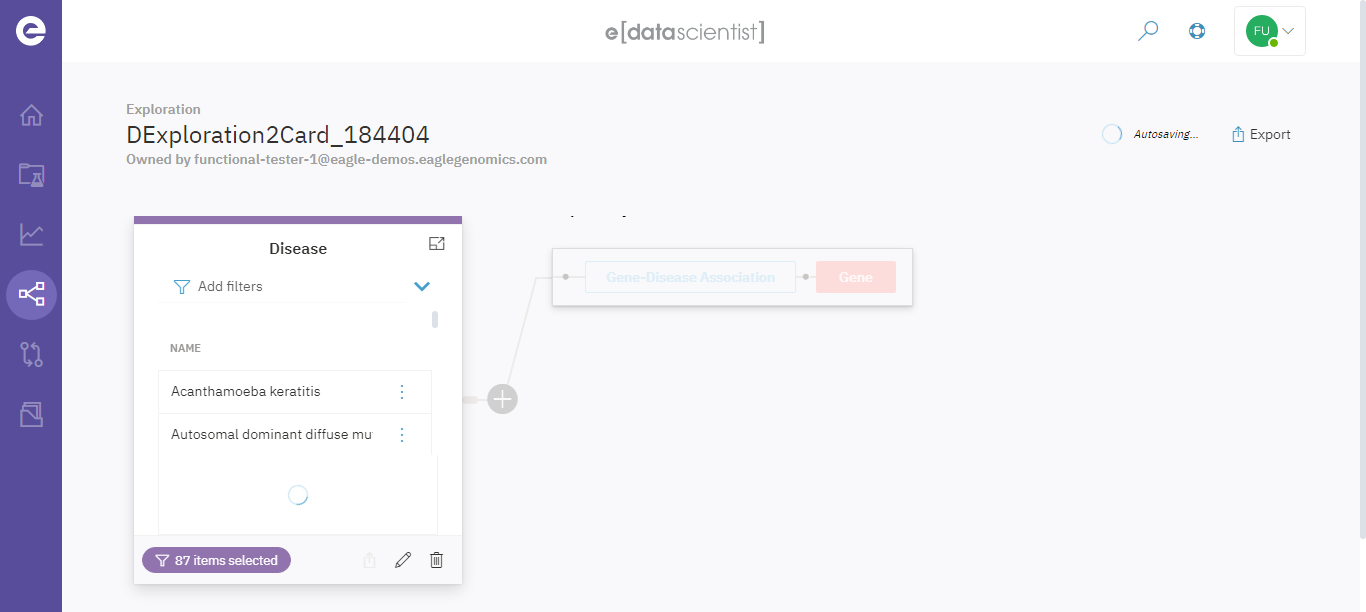 e[datascientist]
FU
Exploration
DExploration2Card_184404
Owned by functional-tester-1@eagle-demos.eaglegenomics.com
Autosaving...
Export
Disease
Add filters
NAME
Acanthamoeba keratitis
Autosomal dominant diffuse mu
87 items selected
Gene-Disease Association
Gene